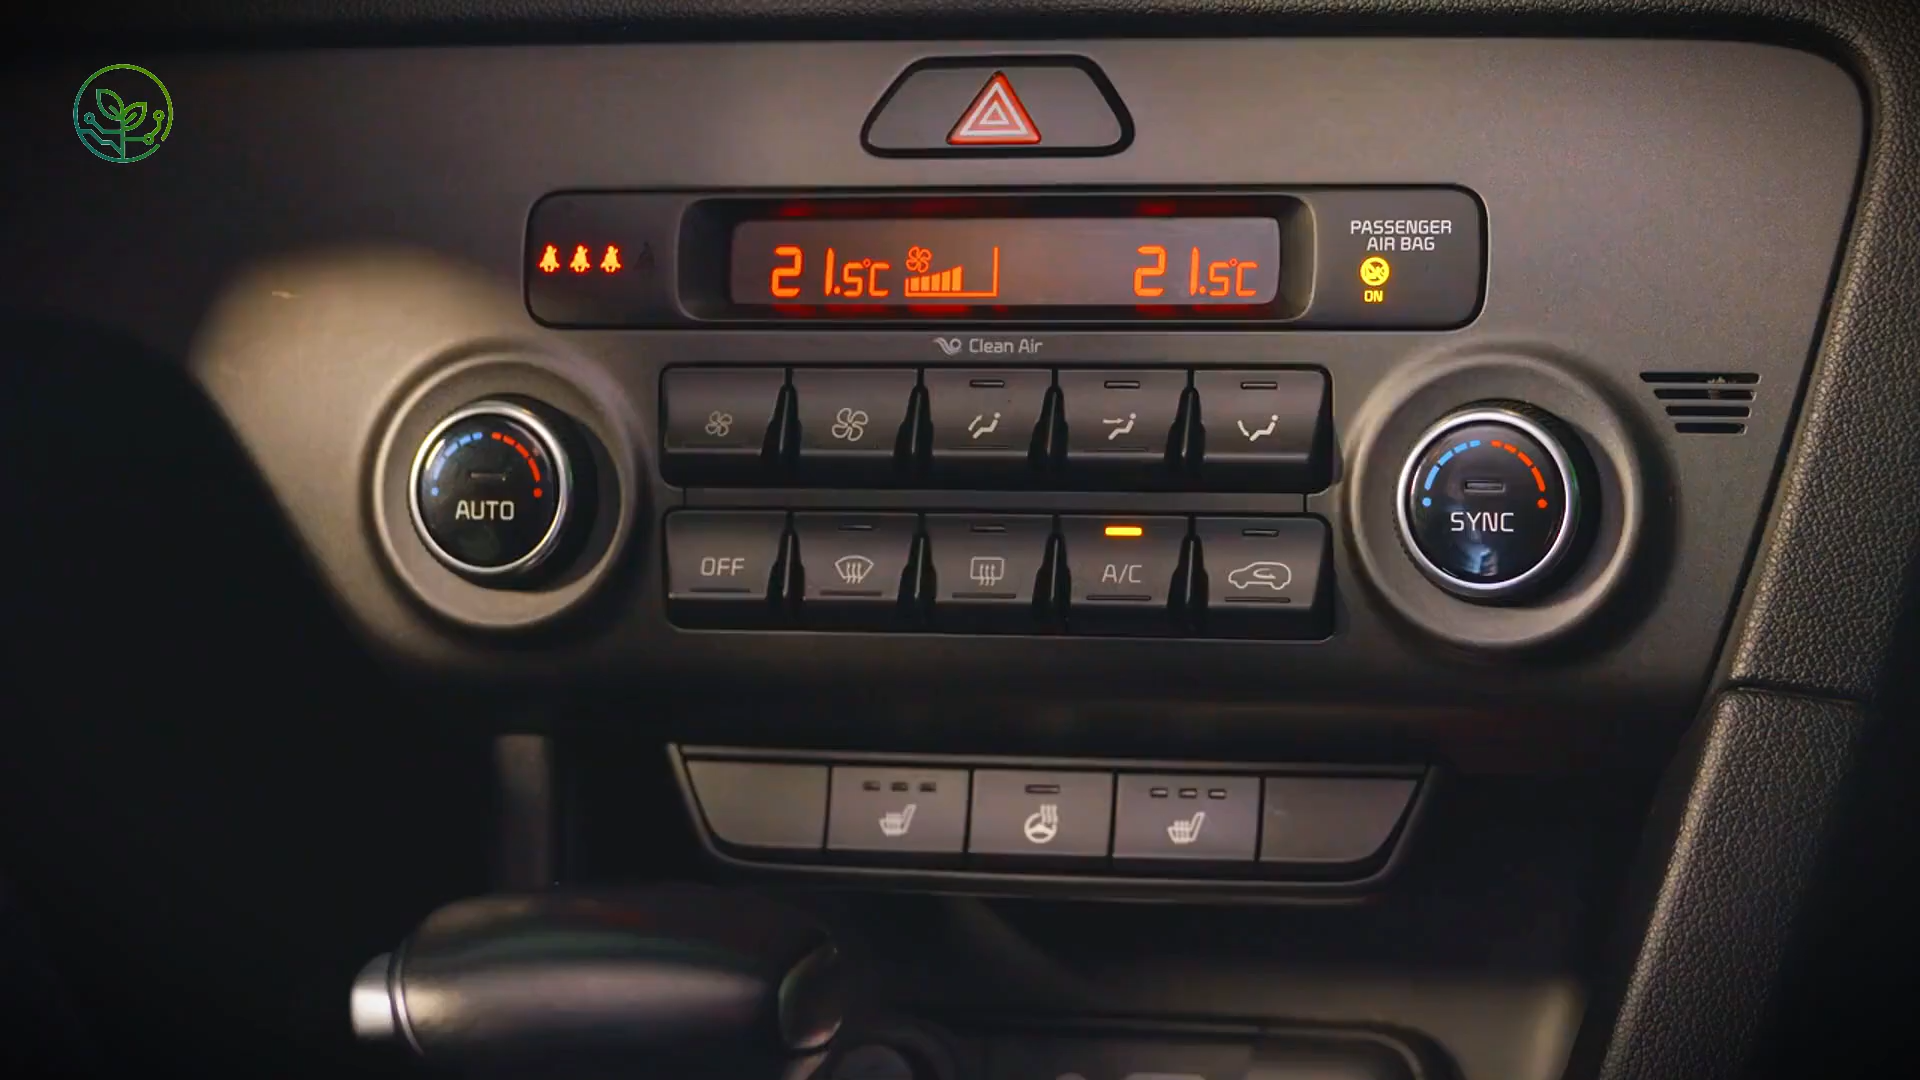 PASSENGER
AIR BAG
21.5°C
21.5°C
ON
Clean Air
AUTO
SYNC
OFF
A/C